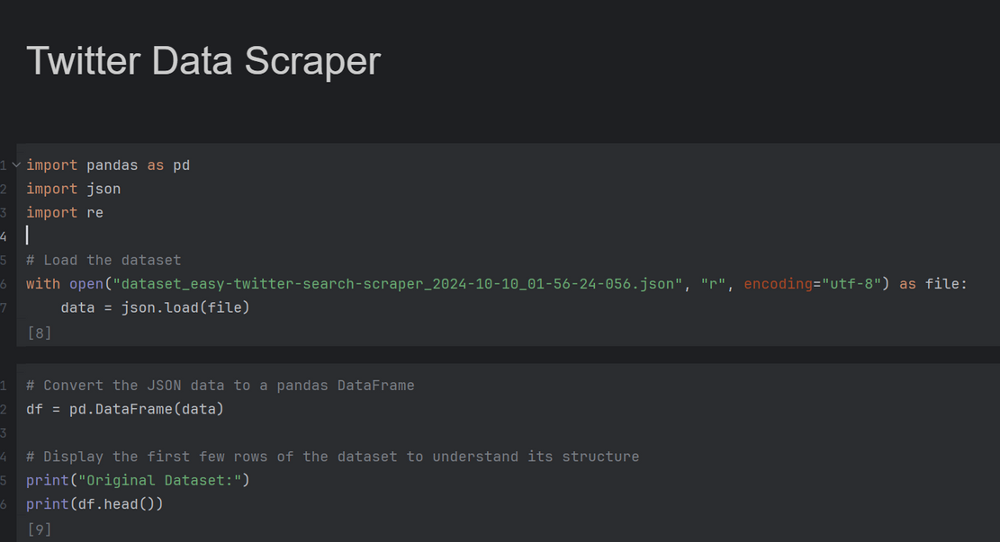 Twitter Data Scraper
1 import pandas as pd
2 import json
3 import re
4
5 # Load the dataset
6 with open("dataset_easy-twitter-search-scraper_2024-10-10_01-56-24-056.json", "r", encoding="utf-8") as file:
7     data = json.load(file)
[8]
1 # Convert the JSON data to a pandas DataFrame
2 df = pd.DataFrame(data)
3
4 # Display the first few rows of the dataset to understand its structure
5 print("Original Dataset:")
6 print(df.head())
[9]